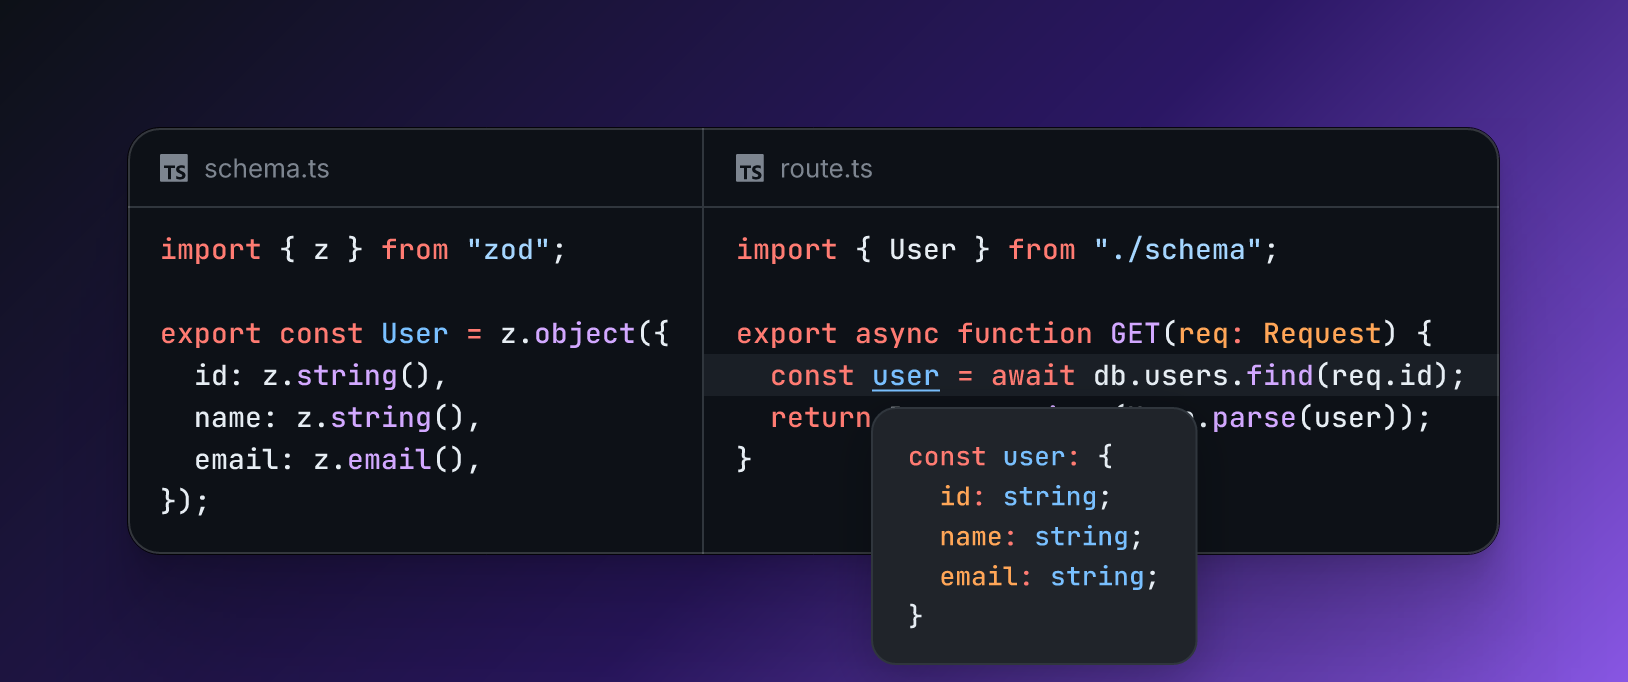 TS schema.ts
import { z } from "zod";
export const User = z.object({
  id: z.string(),
  name: z.string(),
  email: z.email(),
});
TS route.ts
import { User } from "./schema";
export async function GET(req: Request) {
  const user = await db.users.find(req.id);
  return .parse(user));
}
const user: {
  id: string;
  name: string;
  email: string;
}